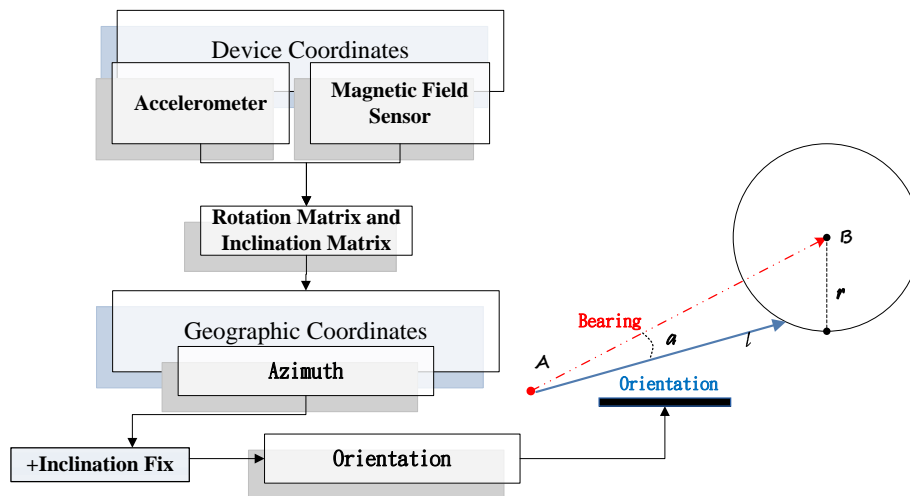 Device Coordinates
Accelerometer
Magnetic Field
Sensor
Rotation Matrix and
Inclination Matrix
Geographic Coordinates
Azimuth
+Inclination Fix
Orientation
B
r
Bearing
a
l
A
Orientation